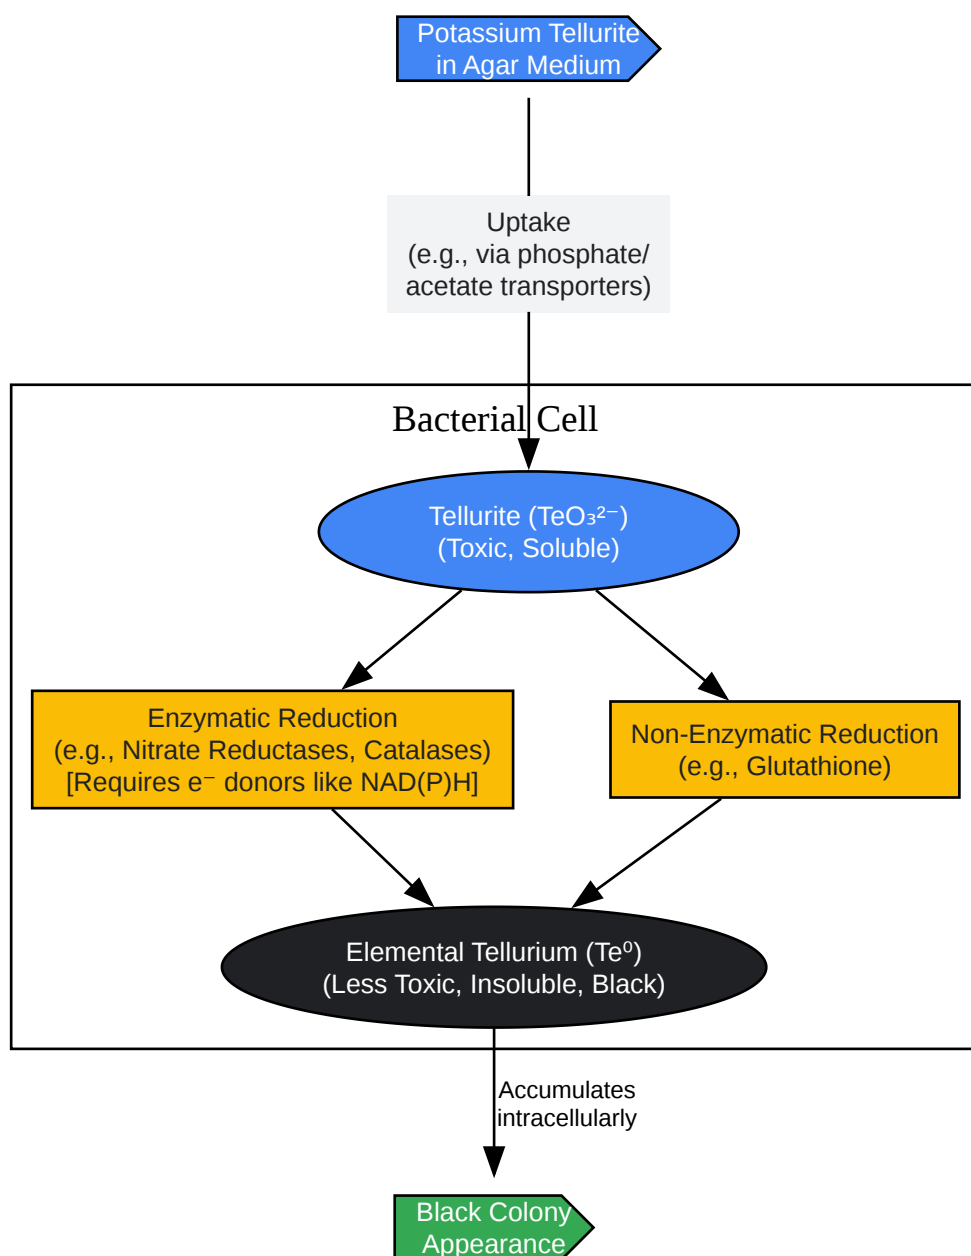 Potassium Tellurite
in Agar Medium
Uptake
(e.g., via phosphate/
acetate transporters)
Bacterial Cell
Tellurite (TeO₃²⁻)
(Toxic, Soluble)
Enzymatic Reduction
(e.g., Nitrate Reductases, Catalases)
[Requires e⁻ donors like NAD(P)H]
Non-Enzymatic Reduction
(e.g., Glutathione)
Elemental Tellurium (Te⁰)
(Less Toxic, Insoluble, Black)
Accumulates
intracellularly
Black Colony
Appearance